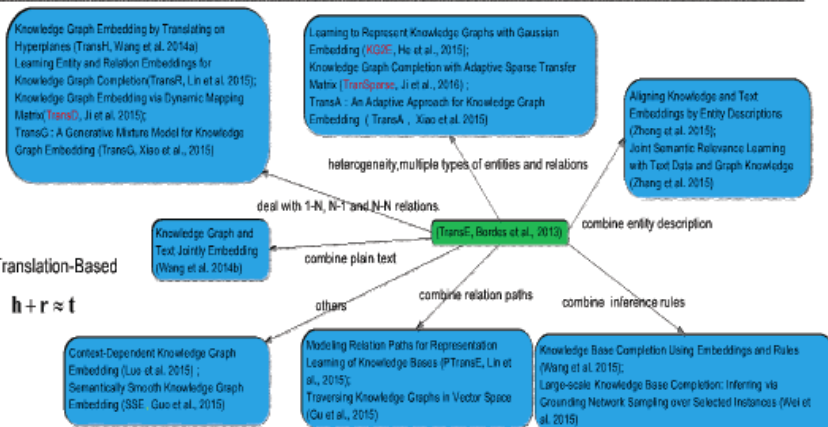 Knowledge Graph Embedding by Translating on
Hyperplanes (TransH, Wang et al. 2014a)
Learning Entity and Relation Embeddings for
Knowledge Graph Completion(TransR, Lin et al. 2015);
Knowledge Graph Embedding via Dynamic Mapping
Matrix(TransD, Ji et al. 2015);
TransG : A Generative Mixture Model for Knowledge
Graph Embedding (TransG, Xiao et al., 2015)
Learning to Represent Knowledge Graphs with Gaussian
Embedding (KG2E, He et al., 2015);
Knowledge Graph Completion with Adaptive Sparse Transfer
Matrix (TranSparse, Ji et al., 2016) ;
TransA : An Adaptive Approach for Knowledge Graph
Embedding ( TransA , Xiao et al. 2015)
Aligning Knowledge and Text
Embeddings by Entity Descriptions
(Zhong et al. 2015);
Joint Semantic Relevance Learning
with Text Data and Graph Knowledge
(Zhang et al. 2015)
heterogeneity,multiple types of entities and relations
deal with 1-N, N-1 and N-N relations.
(TransE, Bordes et al., 2013)
combine entity description
Knowledge Graph and
Text Jointly Embedding
(Wang et al. 2014b)
combine plain text
Translation-Based
h + r ≈ t
others
combine relation paths
combine inference rules
Context-Dependent Knowledge Graph
Embedding (Luo et al. 2015) ;
Semantically Smooth Knowledge Graph
Embedding (SSE Guo et al., 2015)
Modeling Relation Paths for Representation
Learning of Knowledge Bases (PTransE, Lin et
al., 2015);
Traversing Knowledge Graphs in Vector Space
(Gu et al., 2015)
Knowledge Base Completion Using Embeddings and Rules
(Wang et al. 2015);
Large-scale Knowledge Base Completion: Inferring via
Grounding Network Sampling over Selected Instances (Wei et
al. 2015)